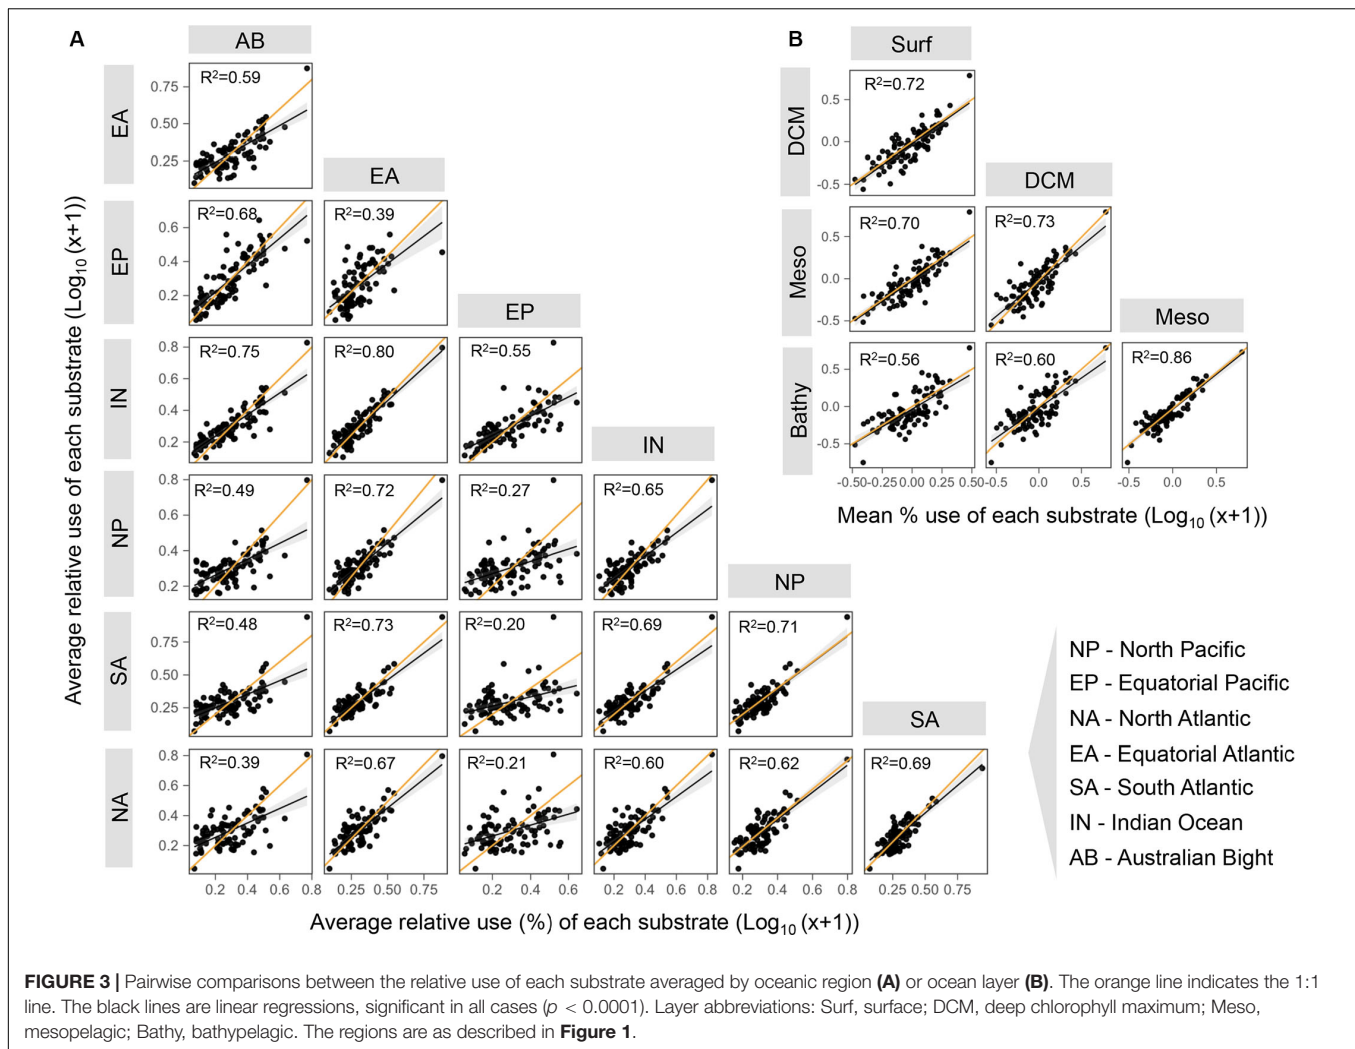 A
AB
EA
R²=0.59
0.75
0.50
0.25
EA
EP
R²=0.68
R²=0.39
0.6
0.4
0.2
EP
IN
R²=0.75
R²=0.80
R²=0.55
0.8
0.6
0.4
0.2
IN
NP
R²=0.49
R²=0.72
R²=0.27
R²=0.65
0.8
0.6
0.4
0.2
NP
SA
R²=0.48
R²=0.73
R²=0.20
R²=0.69
R²=0.71
0.75
0.50
0.25
SA
NA
R²=0.39
R²=0.67
R²=0.21
R²=0.60
R²=0.62
R²=0.69
0.8
0.6
0.4
0.2
0.2 0.4 0.6 0.8
0.25 0.50 0.75
0.2 0.4 0.6
0.2 0.4 0.6 0.8
0.2 0.4 0.6 0.8
0.25 0.50 0.75
Average relative use of each substrate (Log₁₀ (x+1))
Average relative use (%) of each substrate (Log₁₀ (x+1))
B
Surf
DCM
R²=0.72
0.5
0.0
-0.5
DCM
Meso
R²=0.70
R²=0.73
0.5
0.0
-0.5
Meso
Bathy
R²=0.56
R²=0.60
R²=0.86
0.5
0.0
-0.5
-0.50 -0.25 0.00 0.25 0.50
-0.5 0.0 0.5
-0.5 0.0 0.5
Mean % use of each substrate (Log₁₀ (x+1))
NP - North Pacific
EP - Equatorial Pacific
NA - North Atlantic
EA - Equatorial Atlantic
SA - South Atlantic
IN - Indian Ocean
AB - Australian Bight
FIGURE 3 | Pairwise comparisons between the relative use of each substrate averaged by oceanic region (A) or ocean layer (B). The orange line indicates the 1:1
line. The black lines are linear regressions, significant in all cases (p < 0.0001). Layer abbreviations: Surf, surface; DCM, deep chlorophyll maximum; Meso,
mesopelagic; Bathy, bathypelagic. The regions are as described in Figure 1.